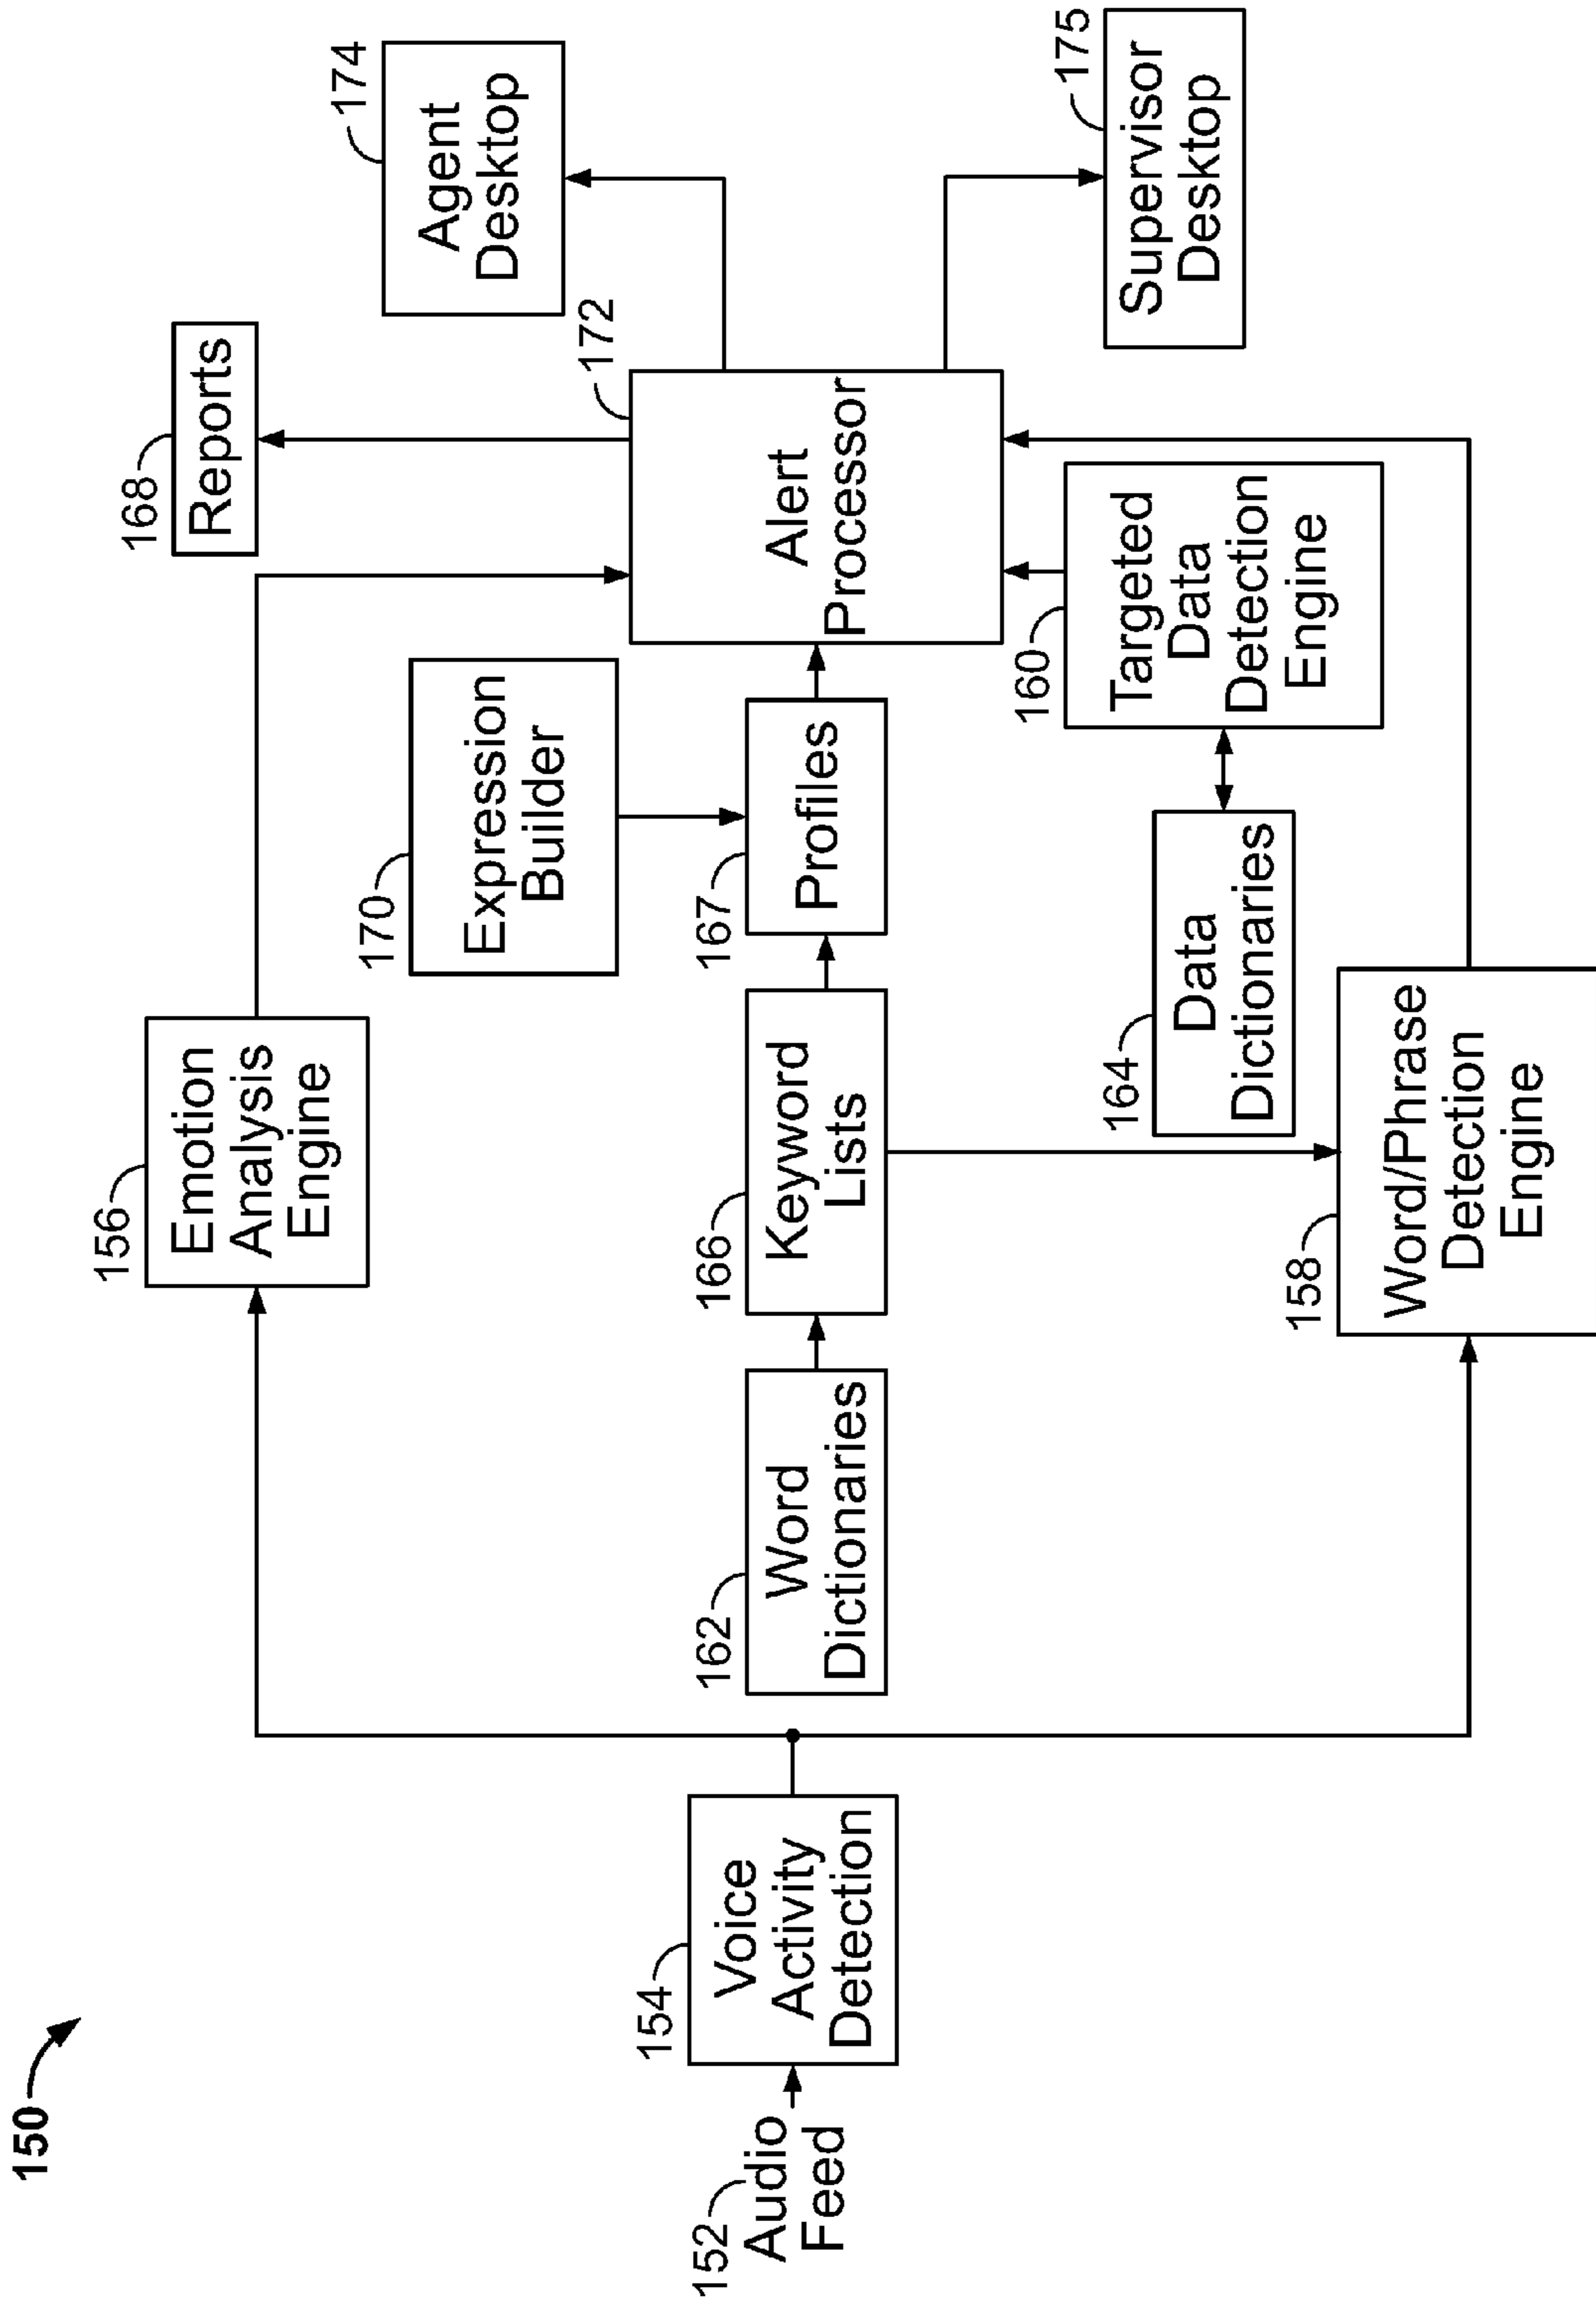 150
152
Audio
Feed
154
Voice
Activity
Detection
156
Emotion
Analysis
Engine
162
Word
Dictionaries
166
Keyword
Lists
158
Word/Phrase
Detection
Engine
170
Expression
Builder
167
Profiles
164
Data
Dictionaries
160
Targeted
Data
Detection
Engine
168
Reports
172
Alert
Processor
174
Agent
Desktop
175
Supervisor
Desktop